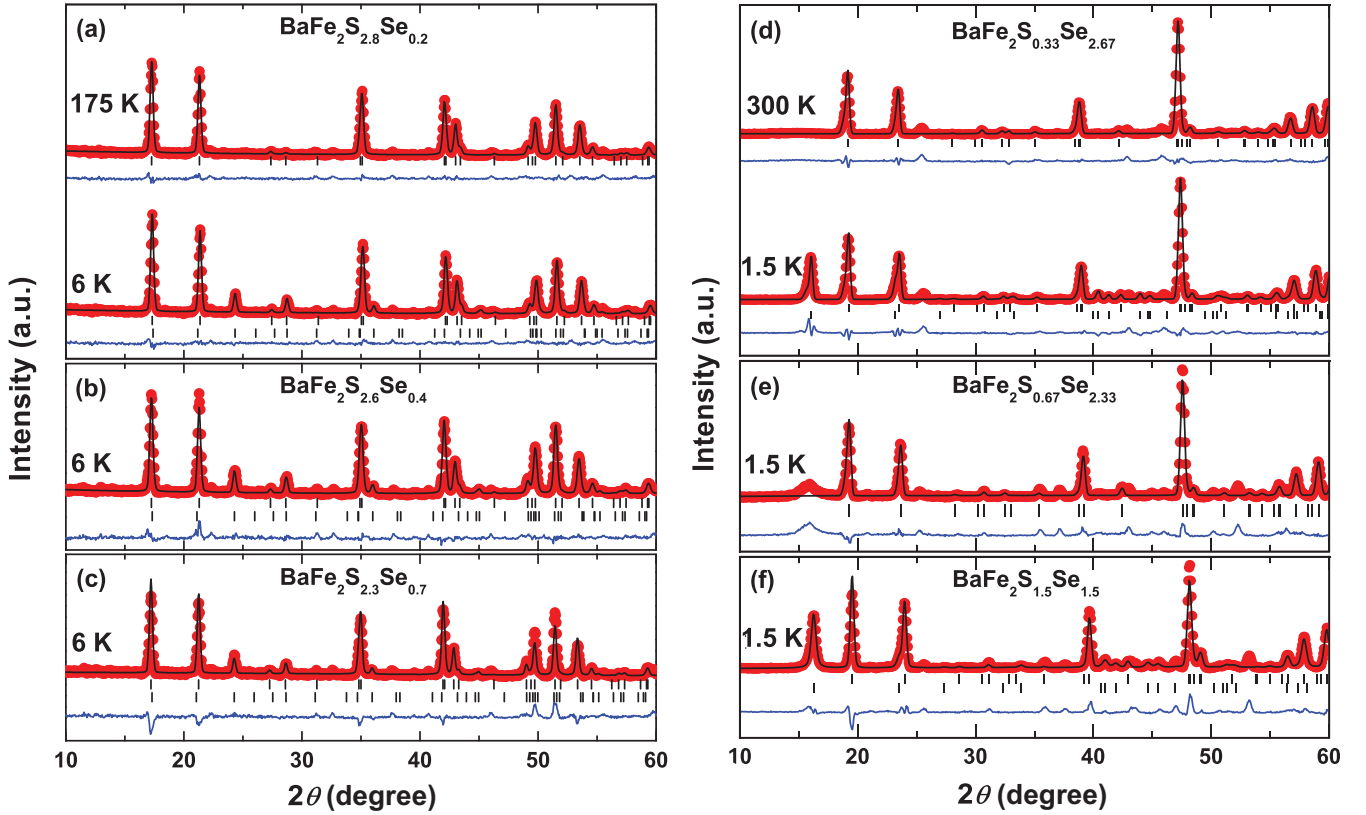 (a) BaFe₂S₂.₈Se₀.₂
175 K
6 K
(b) BaFe₂S₂.₆Se₀.₄
6 K
(c) BaFe₂S₂.₃Se₀.₇
6 K
Intensity (a.u.)
10 20 30 40 50 60
2θ (degree)
(d) BaFe₂S₀.₃₃Se₂.₆₇
300 K
1.5 K
(e) BaFe₂S₀.₆₇Se₂.₃₃
1.5 K
(f) BaFe₂S₁.₅Se₁.₅
1.5 K
Intensity (a.u.)
10 20 30 40 50 60
2θ (degree)